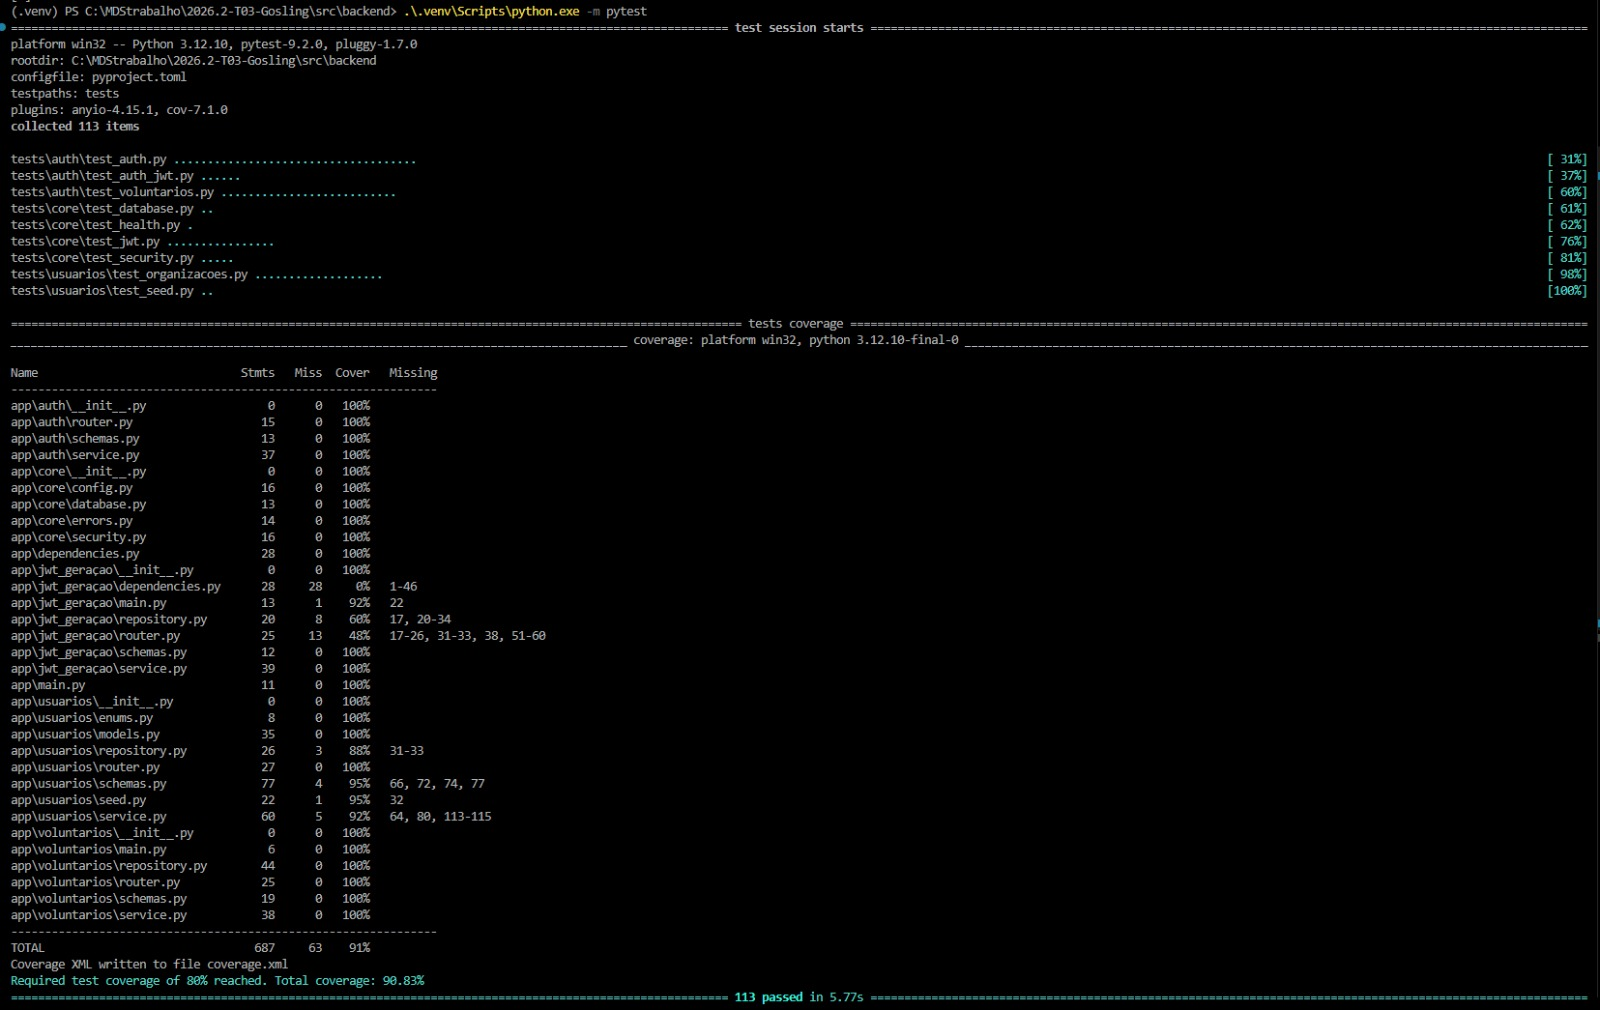 (.venv) PS C:\MDStrabalho\2026.2-T03-Gosling\src\backend> .\.venv\Scripts\python.exe -m pytest
=============== test session starts ===============
platform win32 -- Python 3.12.10, pytest-9.2.0, pluggy-1.7.0
rootdir: C:\MDStrabalho\2026.2-T03-Gosling\src\backend
configfile: pyproject.toml
testpaths: tests
plugins: anyio-4.15.1, cov-7.1.0
collected 113 items
tests\auth\test_auth.py .................................... [ 31%]
tests\auth\test_auth_jwt.py ...... [ 37%]
tests\auth\test_voluntarios.py .......................... [ 60%]
tests\core\test_database.py .. [ 61%]
tests\core\test_health.py . [ 62%]
tests\core\test_jwt.py ................ [ 76%]
tests\core\test_security.py ..... [ 81%]
tests\usuarios\test_organizacoes.py ................... [ 98%]
tests\usuarios\test_seed.py .. [100%]
=============== tests coverage ===============
_______________ coverage: platform win32, python 3.12.10-final-0 _______________
Name Stmts Miss Cover Missing
---------------------------------------------------------------
app\auth\__init__.py 0 0 100%
app\auth\router.py 15 0 100%
app\auth\schemas.py 13 0 100%
app\auth\service.py 37 0 100%
app\core\__init__.py 0 0 100%
app\core\config.py 16 0 100%
app\core\database.py 13 0 100%
app\core\errors.py 14 0 100%
app\core\security.py 16 0 100%
app\dependencies.py 28 0 100%
app\jwt_geraçao\__init__.py 0 0 100%
app\jwt_geraçao\dependencies.py 28 28 0% 1-46
app\jwt_geraçao\main.py 13 1 92% 22
app\jwt_geraçao\repository.py 20 8 60% 17, 20-34
app\jwt_geraçao\router.py 25 13 48% 17-26, 31-33, 38, 51-60
app\jwt_geraçao\schemas.py 12 0 100%
app\jwt_geraçao\service.py 39 0 100%
app\main.py 11 0 100%
app\usuarios\__init__.py 0 0 100%
app\usuarios\enums.py 8 0 100%
app\usuarios\models.py 35 0 100%
app\usuarios\repository.py 26 3 88% 31-33
app\usuarios\router.py 27 0 100%
app\usuarios\schemas.py 77 4 95% 66, 72, 74, 77
app\usuarios\seed.py 22 1 95% 32
app\usuarios\service.py 60 5 92% 64, 80, 113-115
app\voluntarios\__init__.py 0 0 100%
app\voluntarios\main.py 6 0 100%
app\voluntarios\repository.py 44 0 100%
app\voluntarios\router.py 25 0 100%
app\voluntarios\schemas.py 19 0 100%
app\voluntarios\service.py 38 0 100%
---------------------------------------------------------------
TOTAL 687 63 91%
Coverage XML written to file coverage.xml
Required test coverage of 80% reached. Total coverage: 90.83%
=============== 113 passed in 5.77s ===============